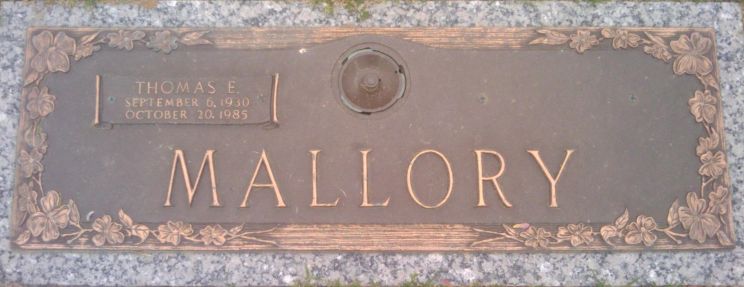 THOMAS E.
SEPTEMBER 6, 1930
OCTOBER 20, 1985
MALLORY